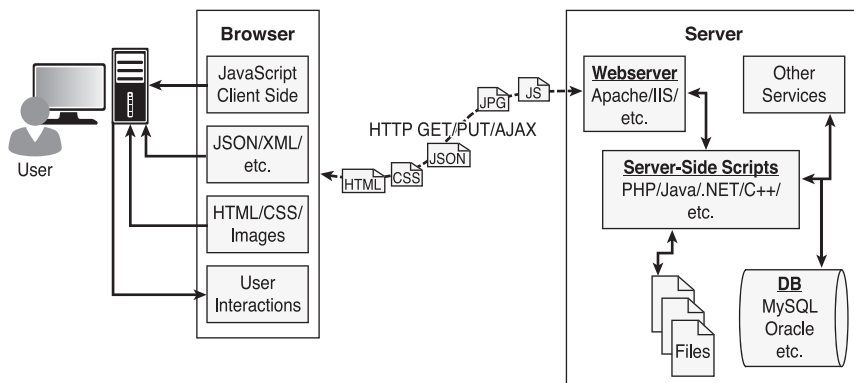 User
Browser
JavaScript
Client Side
JSON/XML/
etc.
HTML/CSS/
Images
User
Interactions
HTTP GET/PUT/AJAX
HTML
CSS
JSON
JPG
JS
Server
Webserver
Apache/IIS/
etc.
Other
Services
Server-Side Scripts
PHP/Java/.NET/C++/
etc.
Files
DB
MySQL
Oracle
etc.